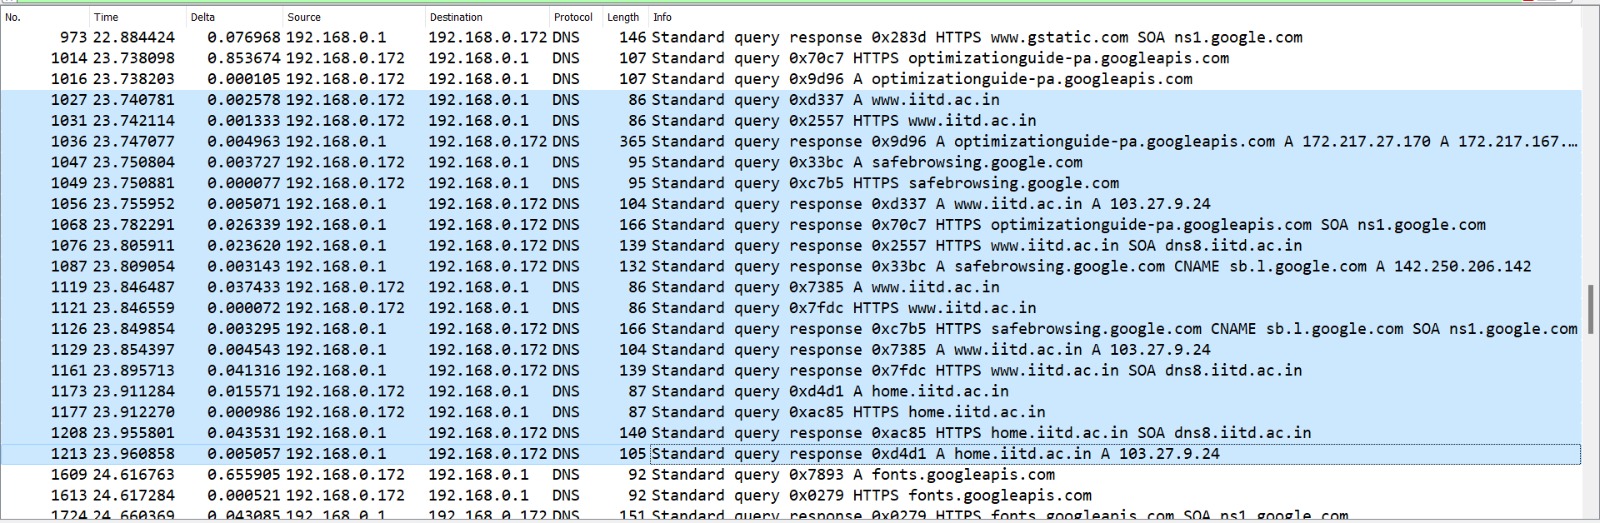 No. Time Delta Source Destination Protocol Length Info
973 22.884424 0.076968 192.168.0.1 192.168.0.172 DNS 146 Standard query response 0x283d HTTPS www.gstatic.com SOA ns1.google.com
1014 23.738098 0.853674 192.168.0.172 192.168.0.1 DNS 107 Standard query 0x70c7 HTTPS optimizationguide-pa.googleapis.com
1016 23.738203 0.000105 192.168.0.172 192.168.0.1 DNS 107 Standard query 0x9d96 A optimizationguide-pa.googleapis.com
1027 23.740781 0.002578 192.168.0.172 192.168.0.1 DNS 86 Standard query 0xd337 A www.iitd.ac.in
1031 23.742114 0.001333 192.168.0.172 192.168.0.1 DNS 86 Standard query 0x2557 HTTPS www.iitd.ac.in
1036 23.747077 0.004963 192.168.0.1 192.168.0.172 DNS 365 Standard query response 0x9d96 A optimizationguide-pa.googleapis.com A 172.217.27.170 A 172.217.167.…
1047 23.750804 0.003727 192.168.0.172 192.168.0.1 DNS 95 Standard query 0x33bc A safebrowsing.google.com
1049 23.750881 0.000077 192.168.0.172 192.168.0.1 DNS 95 Standard query 0xc7b5 HTTPS safebrowsing.google.com
1056 23.755952 0.005071 192.168.0.1 192.168.0.172 DNS 104 Standard query response 0xd337 A www.iitd.ac.in A 103.27.9.24
1068 23.782291 0.026339 192.168.0.1 192.168.0.172 DNS 166 Standard query response 0x70c7 HTTPS optimizationguide-pa.googleapis.com SOA ns1.google.com
1076 23.805911 0.023620 192.168.0.1 192.168.0.172 DNS 139 Standard query response 0x2557 HTTPS www.iitd.ac.in SOA dns8.iitd.ac.in
1087 23.809054 0.003143 192.168.0.1 192.168.0.172 DNS 132 Standard query response 0x33bc A safebrowsing.google.com CNAME sb.l.google.com A 142.250.206.142
1119 23.846487 0.037433 192.168.0.172 192.168.0.1 DNS 86 Standard query 0x7385 A www.iitd.ac.in
1121 23.846559 0.000072 192.168.0.172 192.168.0.1 DNS 86 Standard query 0x7fdc HTTPS www.iitd.ac.in
1126 23.849854 0.003295 192.168.0.1 192.168.0.172 DNS 166 Standard query response 0xc7b5 HTTPS safebrowsing.google.com CNAME sb.l.google.com SOA ns1.google.com
1129 23.854397 0.004543 192.168.0.1 192.168.0.172 DNS 104 Standard query response 0x7385 A www.iitd.ac.in A 103.27.9.24
1161 23.895713 0.041316 192.168.0.1 192.168.0.172 DNS 139 Standard query response 0x7fdc HTTPS www.iitd.ac.in SOA dns8.iitd.ac.in
1173 23.911284 0.015571 192.168.0.172 192.168.0.1 DNS 87 Standard query 0xd4d1 A home.iitd.ac.in
1177 23.912270 0.000986 192.168.0.172 192.168.0.1 DNS 87 Standard query 0xac85 HTTPS home.iitd.ac.in
1208 23.955801 0.043531 192.168.0.1 192.168.0.172 DNS 140 Standard query response 0xac85 HTTPS home.iitd.ac.in SOA dns8.iitd.ac.in
1213 23.960858 0.005057 192.168.0.1 192.168.0.172 DNS 105 Standard query response 0xd4d1 A home.iitd.ac.in A 103.27.9.24
1609 24.616763 0.655905 192.168.0.172 192.168.0.1 DNS 92 Standard query 0x7893 A fonts.googleapis.com
1613 24.617284 0.000521 192.168.0.172 192.168.0.1 DNS 92 Standard query 0x0279 HTTPS fonts.googleapis.com
1724 24.660369 0.043085 192.168.0.1 192.168.0.172 DNS 151 Standard query response 0x0279 HTTPS fonts.googleapis.com SOA ns1.google.com